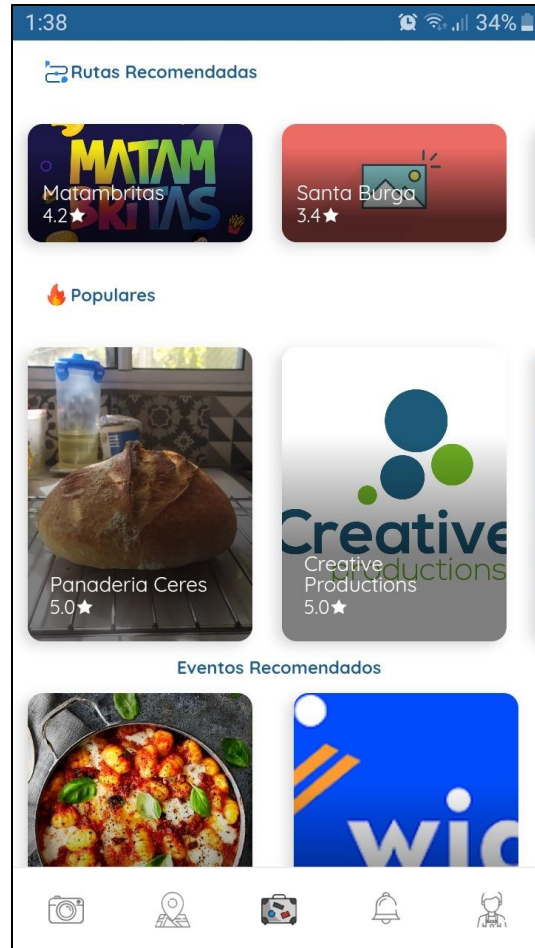 1:38
34%
Rutas Recomendadas
MATAM
BRITAS
Matambritas
4.2★
Santa Burga
3.4★
Populares
Panaderia Ceres
5.0★
Creative
productions
Creative
Productions
5.0★
Eventos Recomendados
wic